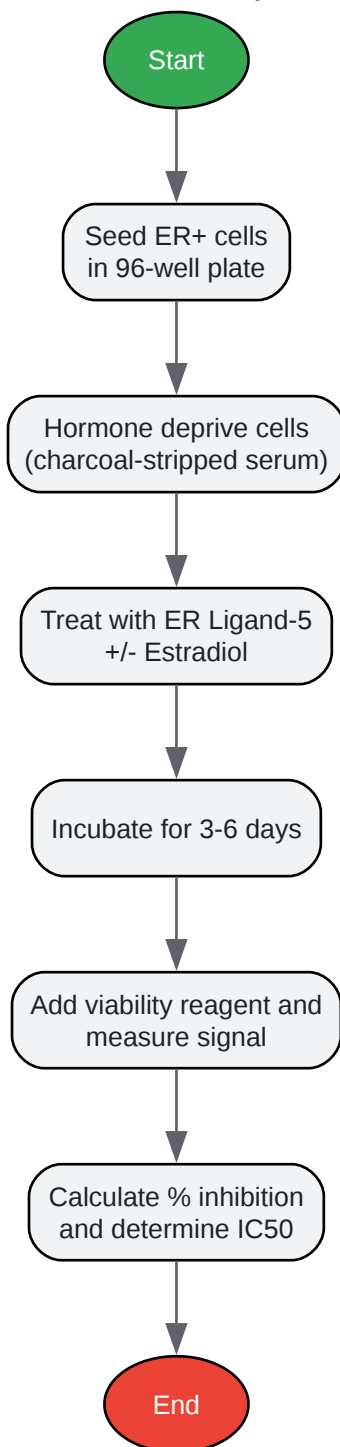 Start
Seed ER+ cells
in 96-well plate
Hormone deprive cells
(charcoal-stripped serum)
Treat with ER Ligand-5
+/- Estradiol
Incubate for 3-6 days
Add viability reagent and
measure signal
Calculate % inhibition
and determine IC50
End